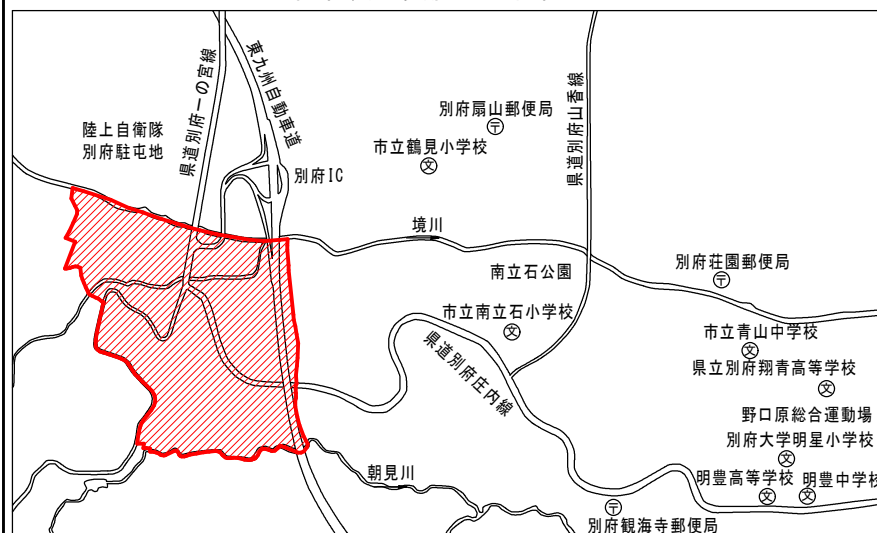 県道別府一の宮線
東九州自動車道
県道別府山香線
別府扇山郵便局
〒
陸上自衛隊
別府駐屯地
市立鶴見小学校
文
別府IC
境川
南立石公園
別府荘園郵便局
〒
市立南立石小学校
文
市立青山中学校
文
県道別府庄内線
県立別府翔青高等学校
文
野口原総合運動場
別府大学明星小学校
文
朝見川
明豊高等学校
文
明豊中学校
文
〒
別府観海寺郵便局